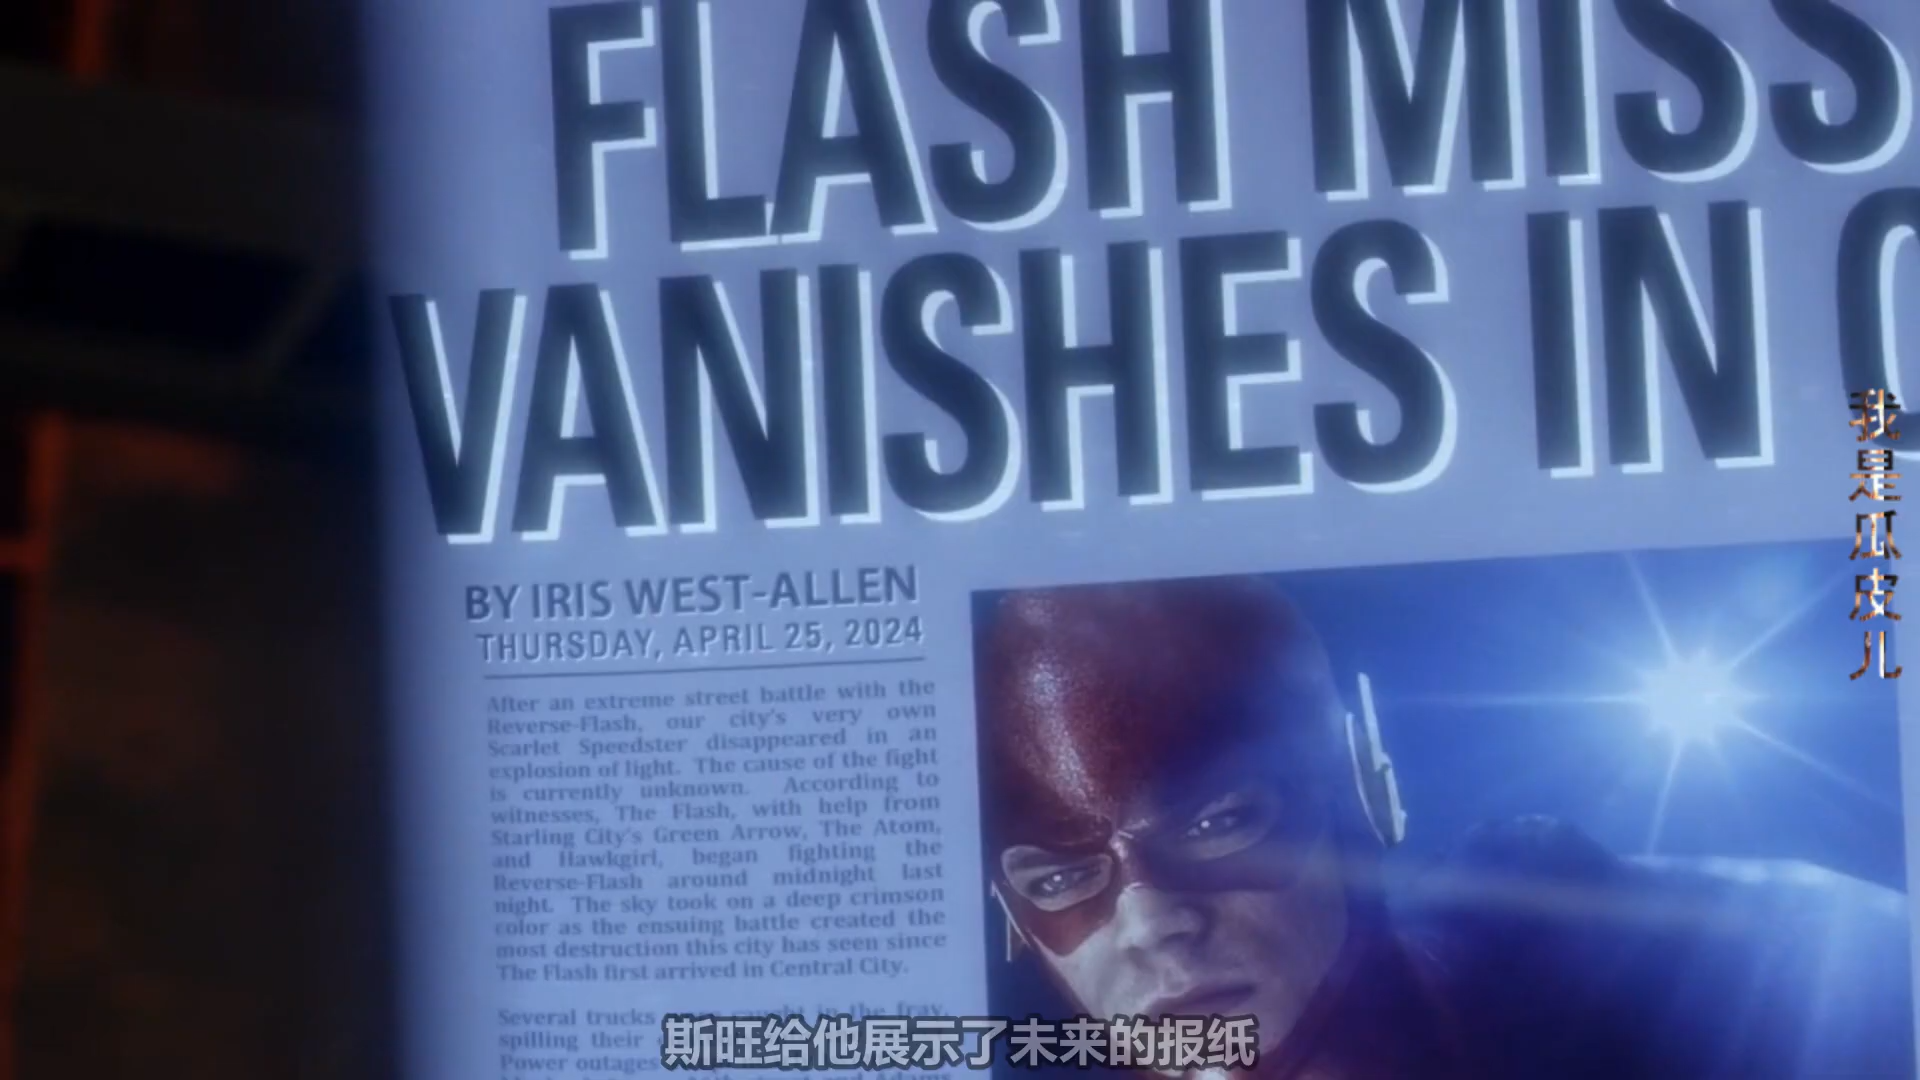 FLASH MISS
VANISHES IN C
BY IRIS WEST-ALLEN
THURSDAY, APRIL 25, 2024
After an extreme street battle with the
Reverse-Flash, our city's very own
Scarlet Speedster disappeared in an
explosion of light. The cause of the fight
is currently unknown. According to
witnesses, The Flash, with help from
Starling City's Green Arrow, The Atom,
and Hawkgirl, began fighting the
Reverse-Flash around midnight last
night. The sky took on a deep crimson
color as the ensuing battle created the
most destruction this city has seen since
The Flash first arrived in Central City.
Several trucks were caught in the fray,
spilling their
Power outages
斯旺给他展示了未来的报纸
我是瓜皮儿